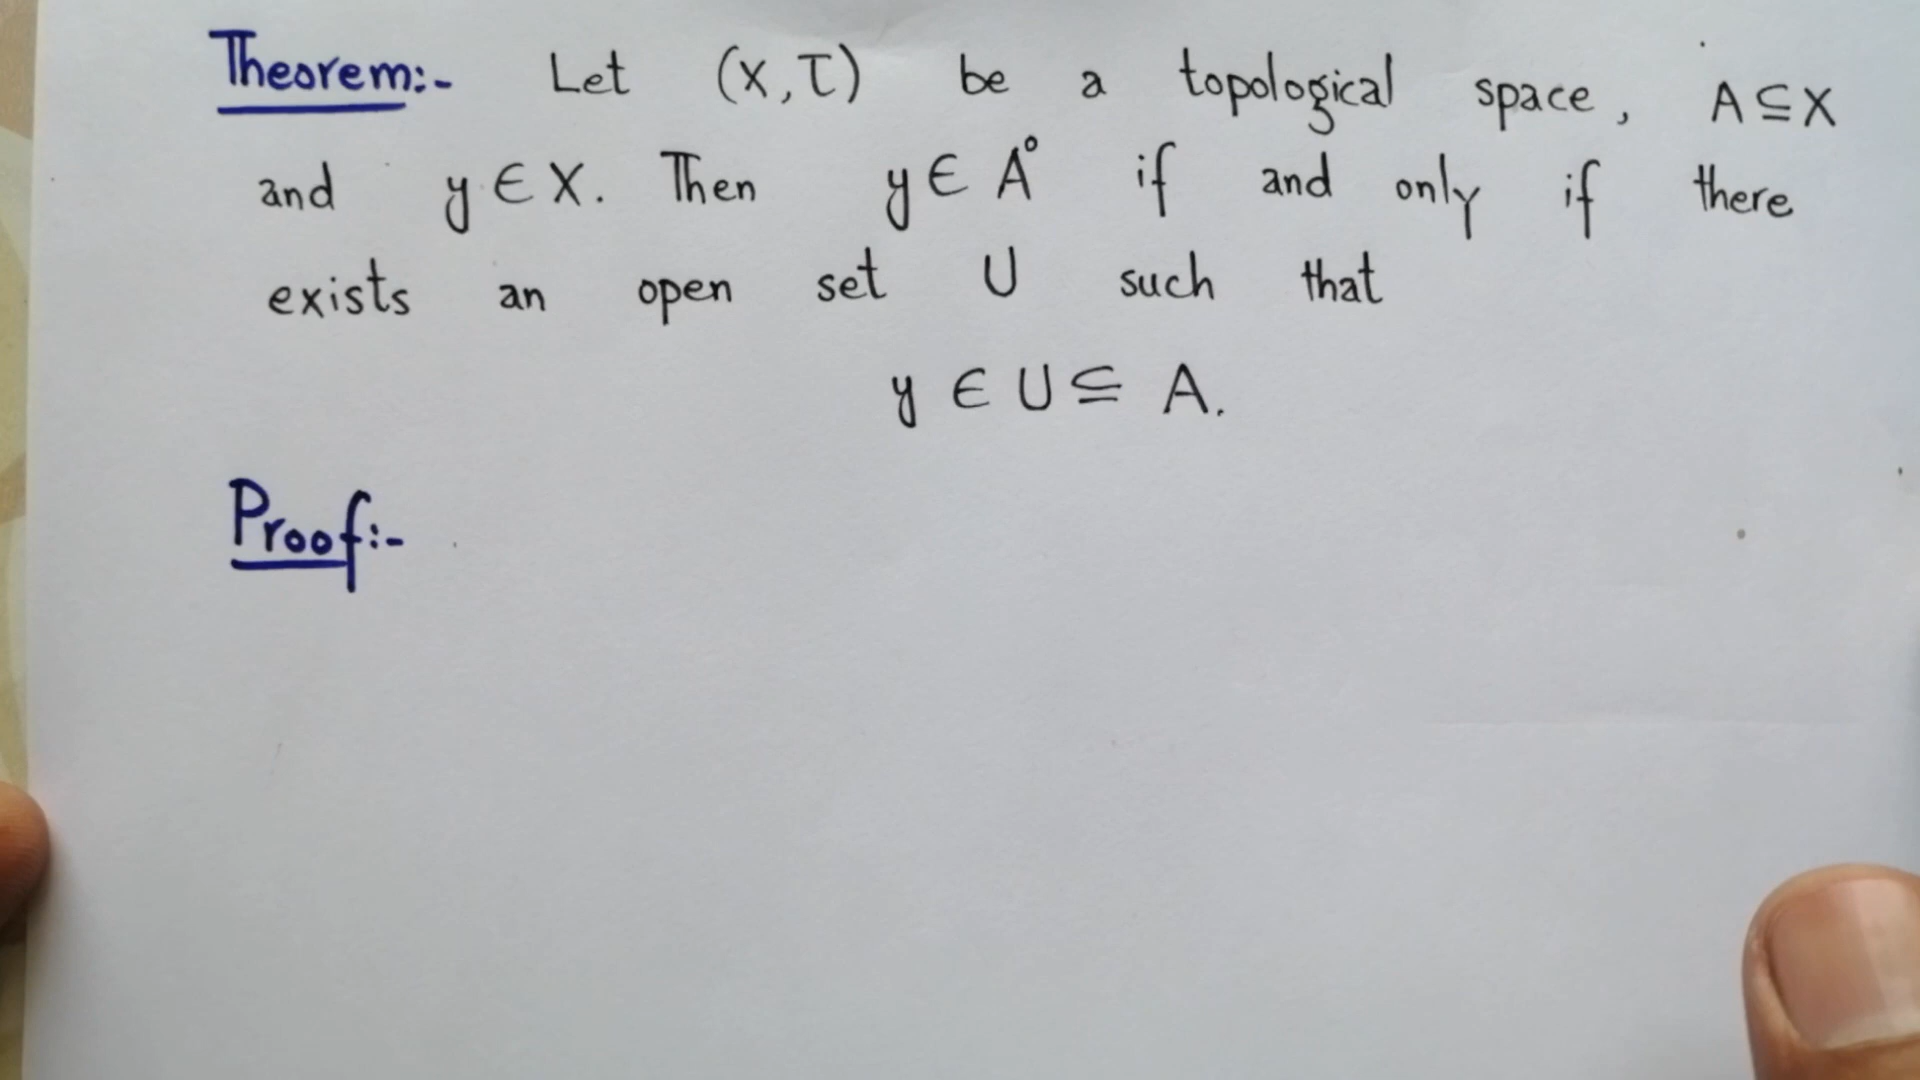 Theorem:- Let (X,τ) be a topological space, A⊆X
and y∈X. Then y∈A° if and only if there
exists an open set U such that
y∈U⊆A.
Proof:-